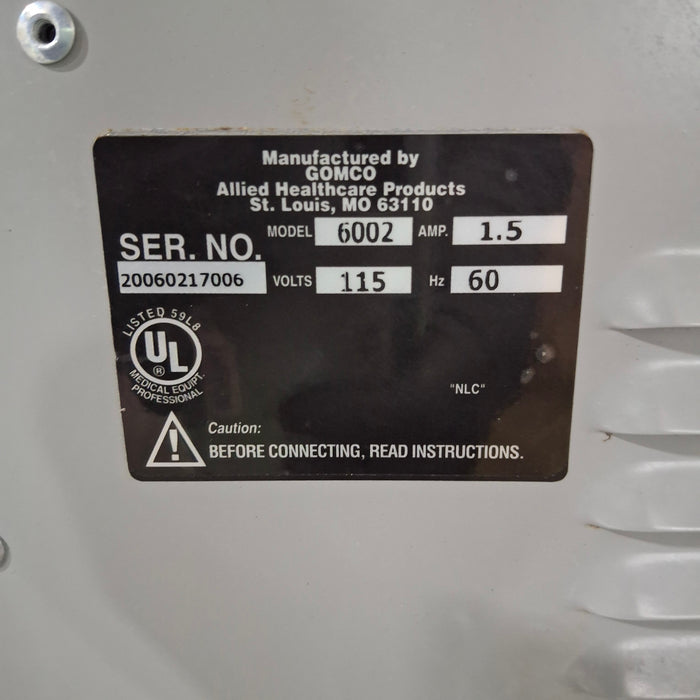 Manufactured by
GOMCO
Allied Healthcare Products
St. Louis, MO 63110
MODEL 6002 AMP. 1.5
SER. NO.
20060217006 VOLTS 115 Hz 60
LISTED 59L8
UL
®
MEDICAL EQUIPT.
PROFESSIONAL
"NLC"
!
Caution:
BEFORE CONNECTING, READ INSTRUCTIONS.